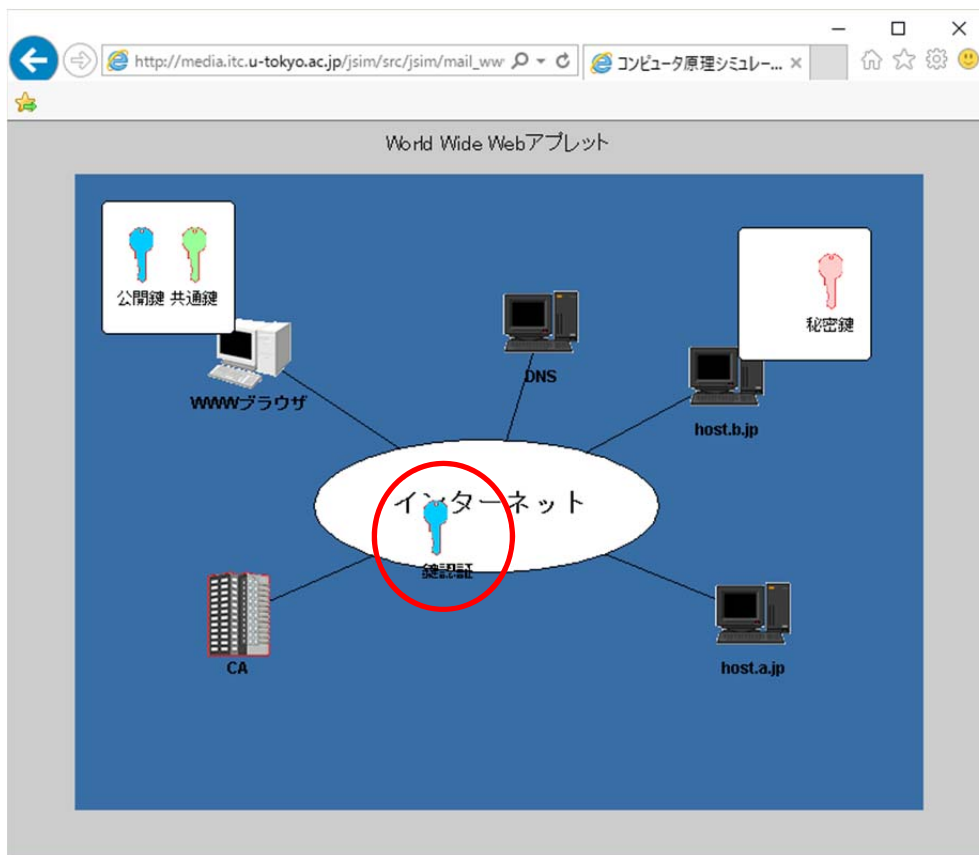 http://media.itc.u-tokyo.ac.jp/jsim/src/jsim/mail_ww
コンピュータ原理シミュレー...
World Wide Webアプレット
公開鍵 共通鍵
秘密鍵
DNS
WWWブラウザ
host.b.jp
インターネット
鍵認証
CA
host.a.jp